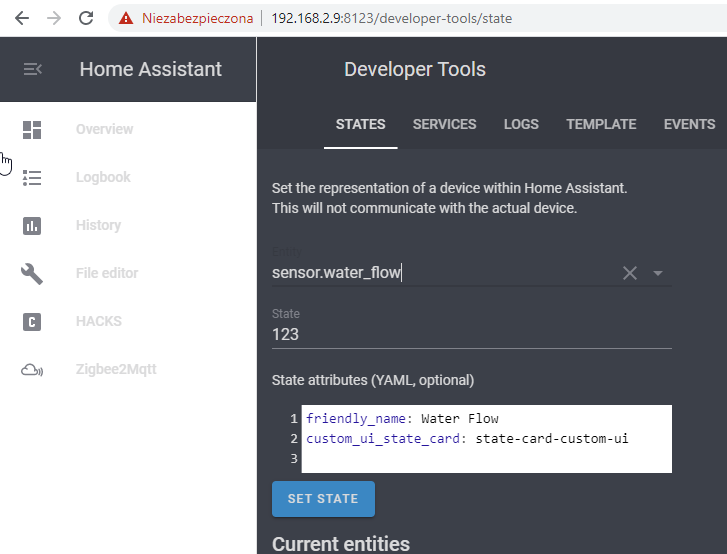 Niezabezpieczona | 192.168.2.9:8123/developer-tools/state
Home Assistant
Overview
Logbook
History
File editor
HACKS
Zigbee2Mqtt
Developer Tools
STATES SERVICES LOGS TEMPLATE EVENTS
Set the representation of a device within Home Assistant.
This will not communicate with the actual device.
Entity
sensor.water_flow
State
123
State attributes (YAML, optional)
1 friendly_name: Water Flow
2 custom_ui_state_card: state-card-custom-ui
3
SET STATE
Current entities